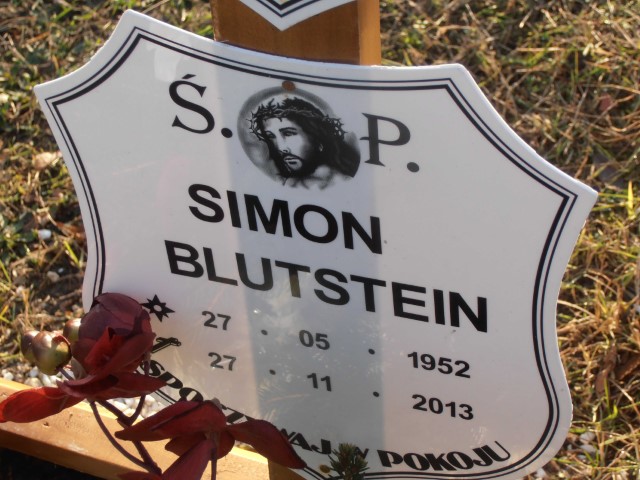 Ś. P.
SIMON
BLUTSTEIN
27 • 05 • 1952
27 • 11 • 2013
POKOJU